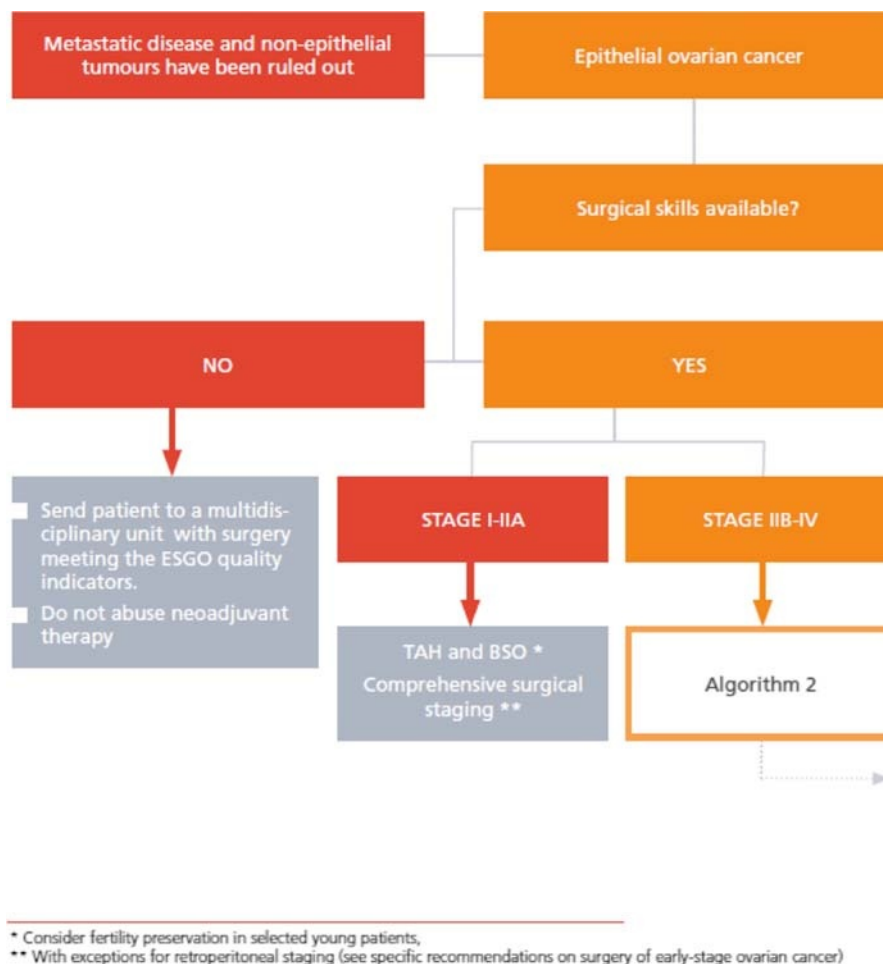 Metastatic disease and non-epithelial
tumours have been ruled out
Epithelial ovarian cancer
Surgical skills available?
NO
YES
Send patient to a multidis-
ciplinary unit with surgery
meeting the ESGO quality
indicators.
Do not abuse neoadjuvant
therapy
STAGE I-IIA
STAGE IIB-IV
TAH and BSO *
Comprehensive surgical
staging **
Algorithm 2
* Consider fertility preservation in selected young patients,
** With exceptions for retroperitoneal staging (see specific recommendations on surgery of early-stage ovarian cancer)